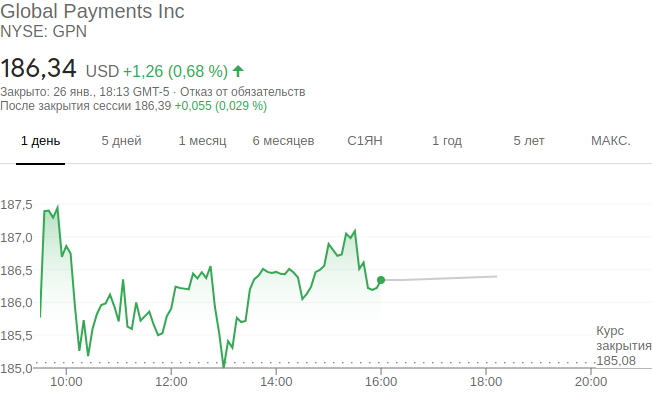 Global Payments Inc
NYSE: GPN
186,34 USD +1,26 (0,68 %)
Закрыто: 26 янв., 18:13 GMT-5 · Отказ от обязательств
После закрытия сессии 186,39 +0,055 (0,029 %)
1 день 5 дней 1 месяц 6 месяцев С1ЯН 1 год 5 лет МАКС.
187,5
187,0
186,5
186,0
185,5
185,0
Курс
закрытия
185,08
10:00 12:00 14:00 16:00 18:00 20:00